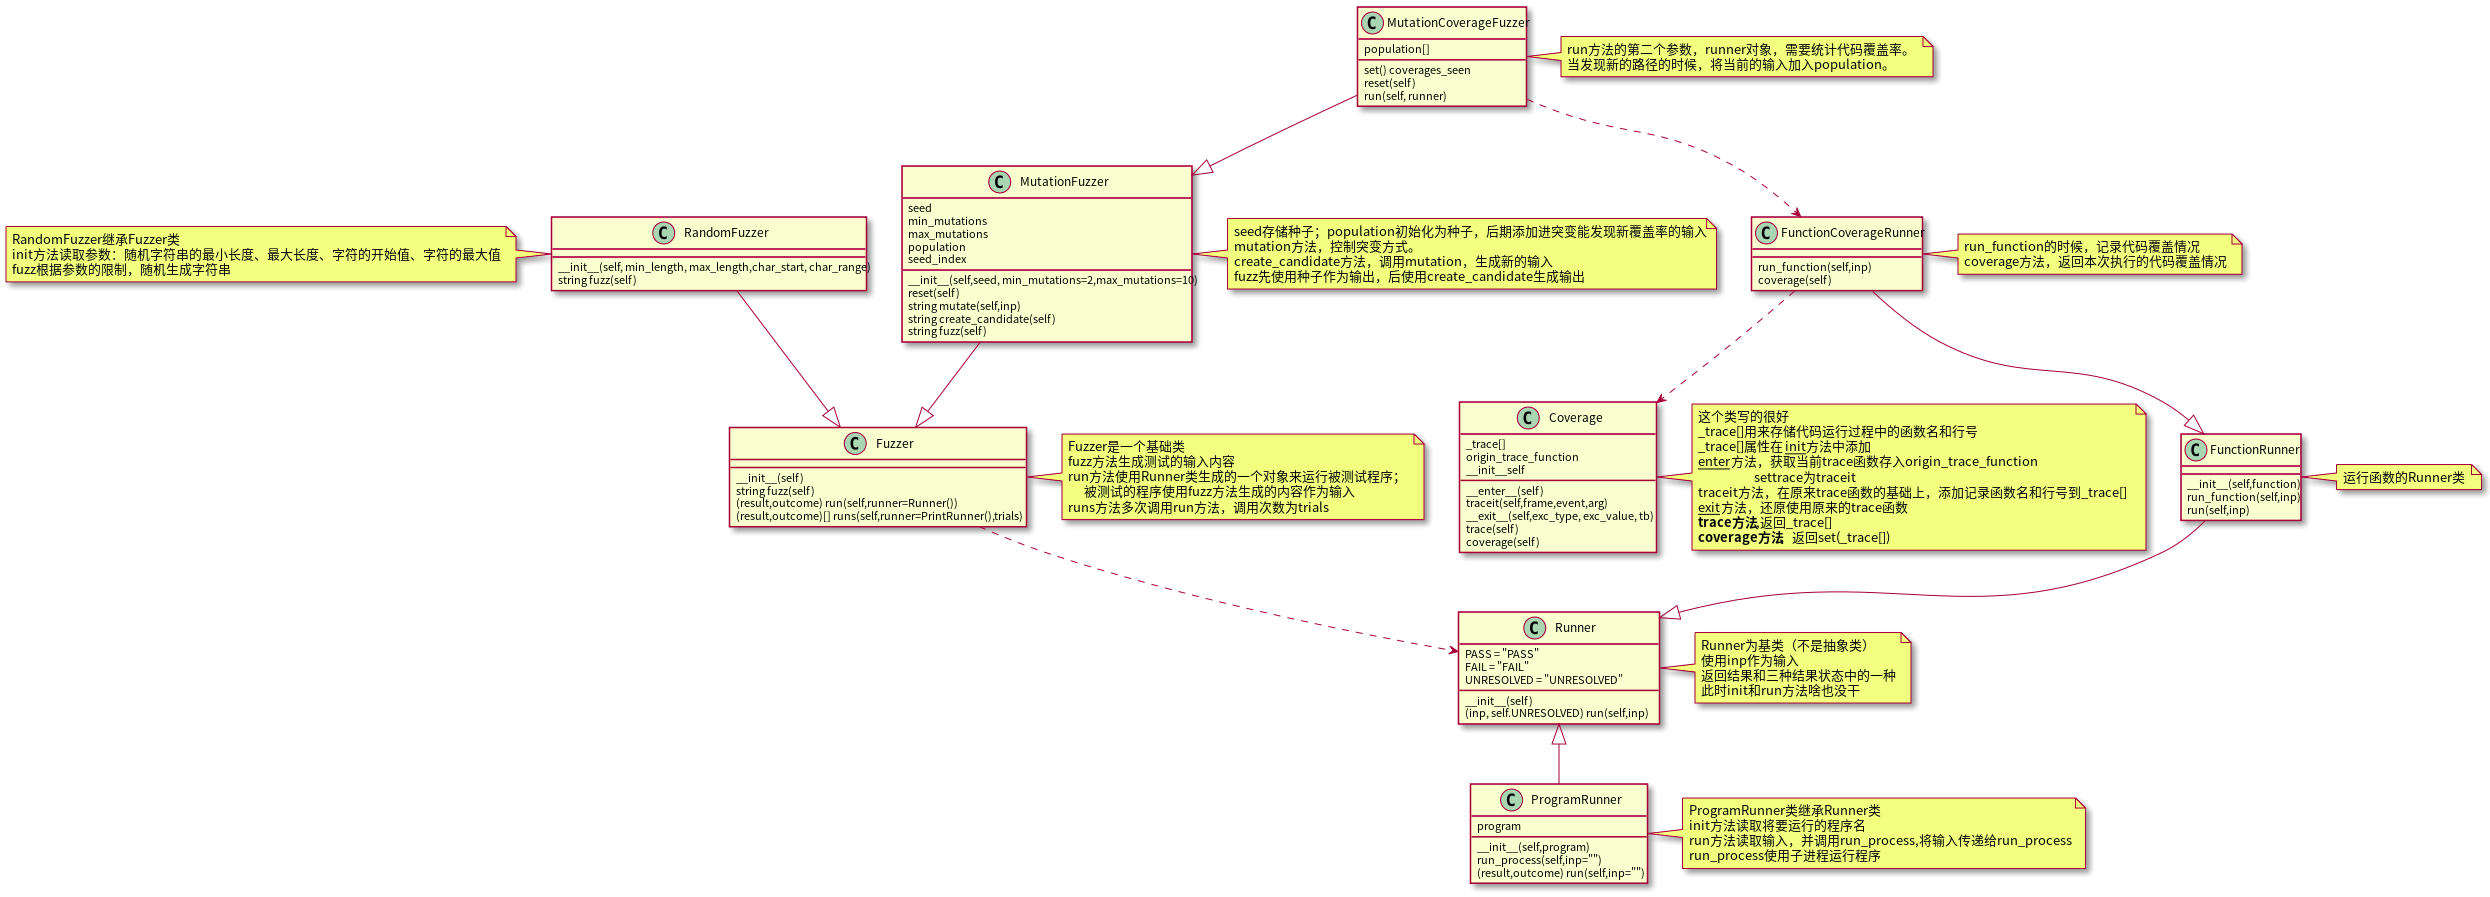 C MutationCoverageFuzzer
population[]
set() coverages_seen
reset(self)
run(self, runner)
run方法的第二个参数，runner对象，需要统计代码覆盖率。
当发现新的路径的时候，将当前的输入加入population。
RandomFuzzer继承Fuzzer类
init方法读取参数：随机字符串的最小长度、最大长度、字符的开始值、字符的最大值
fuzz根据参数的限制，随机生成字符串
C RandomFuzzer
__init__(self, min_length, max_length,char_start, char_range)
string fuzz(self)
C MutationFuzzer
seed
min_mutations
max_mutations
population
seed_index
__init__(self,seed, min_mutations=2,max_mutations=10)
reset(self)
string mutate(self,inp)
string create_candidate(self)
string fuzz(self)
seed存储种子；population初始化为种子，后期添加进突变能发现新覆盖率的输入
mutation方法，控制突变方式。
create_candidate方法，调用mutation，生成新的输入
fuzz先使用种子作为输出，后使用create_candidate生成输出
C FunctionCoverageRunner
run_function(self,inp)
coverage(self)
run_function的时候，记录代码覆盖情况
coverage方法，返回本次执行的代码覆盖情况
C Fuzzer
__init__(self)
string fuzz(self)
(result,outcome) run(self,runner=Runner())
(result,outcome)[] runs(self,runner=PrintRunner(),trials)
Fuzzer是一个基础类
fuzz方法生成测试的输入内容
run方法使用Runner类生成的一个对象来运行被测试程序；
被测试的程序使用fuzz方法生成的内容作为输入
runs方法多次调用run方法，调用次数为trials
C Coverage
_trace[]
origin_trace_function
__init__self
__enter__(self)
traceit(self,frame,event,arg)
__exit__(self,exc_type, exc_value, tb)
trace(self)
coverage(self)
这个类写的很好
_trace[]用来存储代码运行过程中的函数名和行号
_trace[]属性在init方法中添加
enter方法，获取当前trace函数存入origin_trace_function
settrace为traceit
traceit方法，在原来trace函数的基础上，添加记录函数名和行号到_trace[]
exit方法，还原使用原来的trace函数
trace方法,返回_trace[]
coverage方法 返回set(_trace[])
C FunctionRunner
__init__(self,function)
run_function(self,inp)
run(self,inp)
运行函数的Runner类
C Runner
PASS = "PASS"
FAIL = "FAIL"
UNRESOLVED = "UNRESOLVED"
__init__(self)
(inp, self.UNRESOLVED) run(self,inp)
Runner为基类（不是抽象类）
使用inp作为输入
返回结果和三种结果状态中的一种
此时init和run方法啥也没干
C ProgramRunner
program
__init__(self,program)
run_process(self,inp="")
(result,outcome) run(self,inp="")
ProgramRunner类继承Runner类
init方法读取将要运行的程序名
run方法读取输入，并调用run_process,将输入传递给run_process
run_process使用子进程运行程序